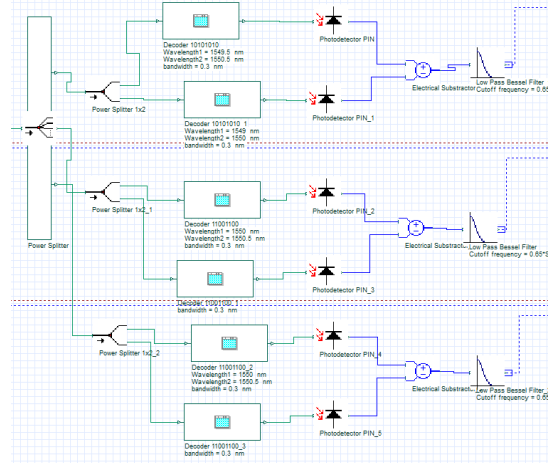 Decoder 10101010
Wavelength1 = 1549.5 nm
Wavelength2 = 1550.5 nm
bandwidth = 0.3 nm
Photodetector PIN
Power Splitter 1x2
Electrical Substractor
Low Pass Bessel Filter
Cutoff frequency = 0.65
Decoder 10101010_1
Wavelength1 = 1549 nm
Wavelength2 = 1550 nm
bandwidth = 0.3 nm
Photodetector PIN_1
Power Splitter
Power Splitter 1x2_1
Decoder 11001100
Wavelength1 = 1550 nm
Wavelength2 = 1550.5 nm
bandwidth = 0.3 nm
Photodetector PIN_2
Electrical Substract...
Low Pass Bessel Filter
Cutoff frequency = 0.65*
Decoder 11001100_1
bandwidth = 0.3 nm
Photodetector PIN_3
Power Splitter 1x2_2
Decoder 11001100_2
Wavelength1 = 1550 nm
Wavelength2 = 1550.5 nm
bandwidth = 0.3 nm
Photodetector PIN_4
Electrical Substract...
Low Pass Bessel Filter
Cutoff frequency = 0.65
Decoder 11001100_3
bandwidth = 0.3 nm
Photodetector PIN_5